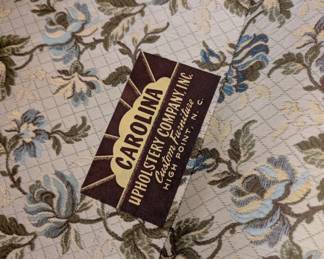 CAROLINA
UPHOLSTERY COMPANY, INC.
Custom Furniture
HIGH POINT, N. C.